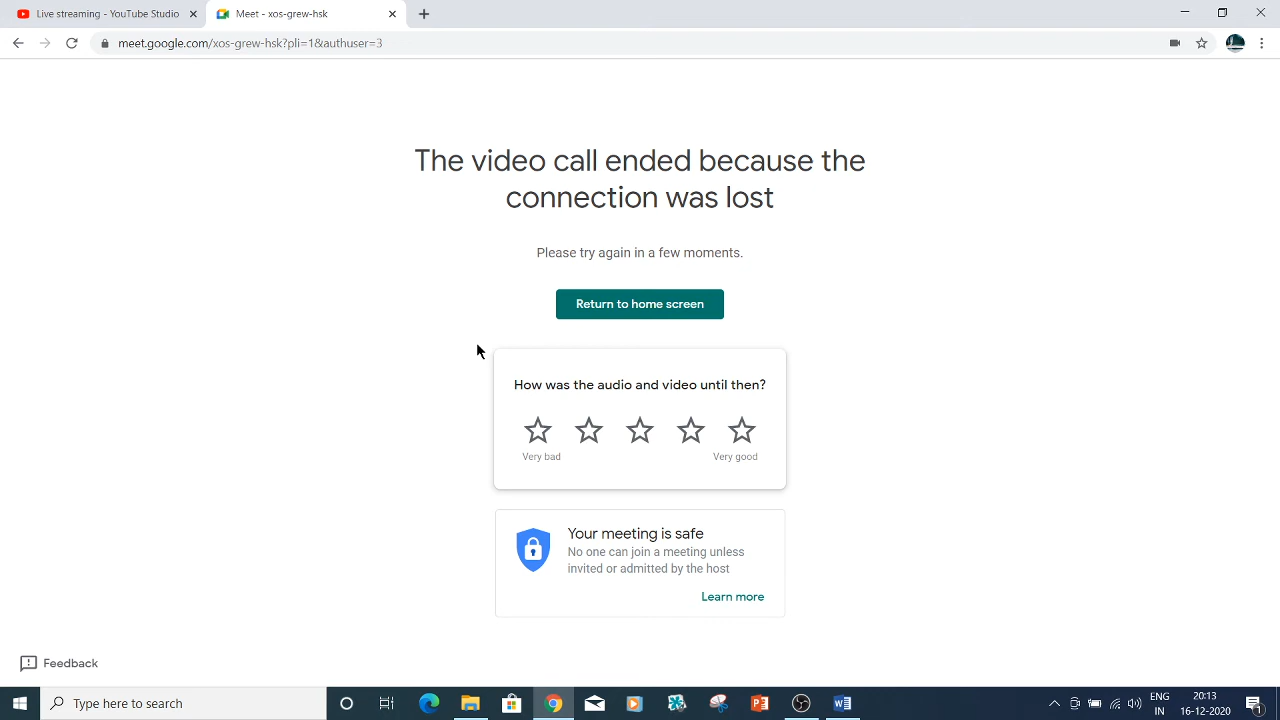 Live streaming - YouTube Studio
Meet - xos-grew-hsk
meet.google.com/xos-grew-hsk?pli=1&authuser=3
The video call ended because the
connection was lost
Please try again in a few moments.
Return to home screen
How was the audio and video until then?
Very bad
Very good
Your meeting is safe
No one can join a meeting unless
invited or admitted by the host
Learn more
Feedback
Type here to search
ENG
IN
20:13
16-12-2020